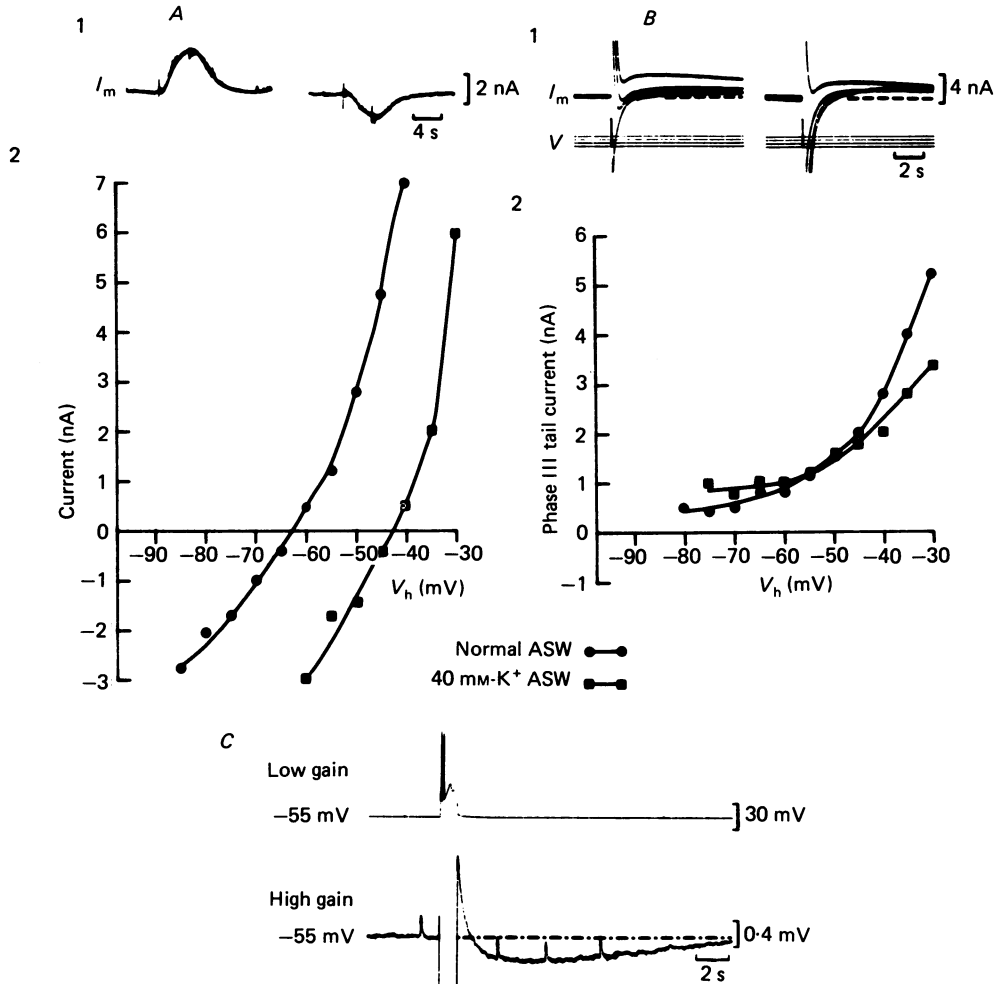 1
A
I_m
2 nA
4 s
2
7
6
5
4
3
2
1
0
−1
−2
−3
Current (nA)
−90 −80 −70 −60 −50 −40 −30
V_h (mV)
1
B
I_m
4 nA
V
2 s
2
6
5
4
3
2
1
0
−1
Phase III tail current (nA)
−90 −80 −70 −60 −50 −40 −30
V_h (mV)
Normal ASW
40 mM-K⁺ ASW
C
Low gain
−55 mV
30 mV
High gain
−55 mV
0·4 mV
2 s